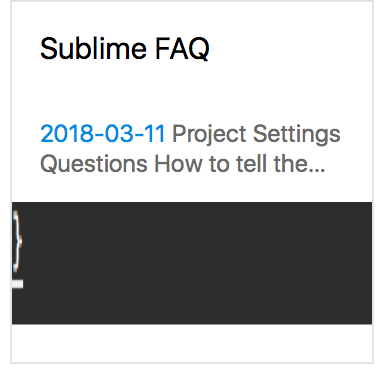 Sublime FAQ
2018-03-11 Project Settings
Questions How to tell the...
}